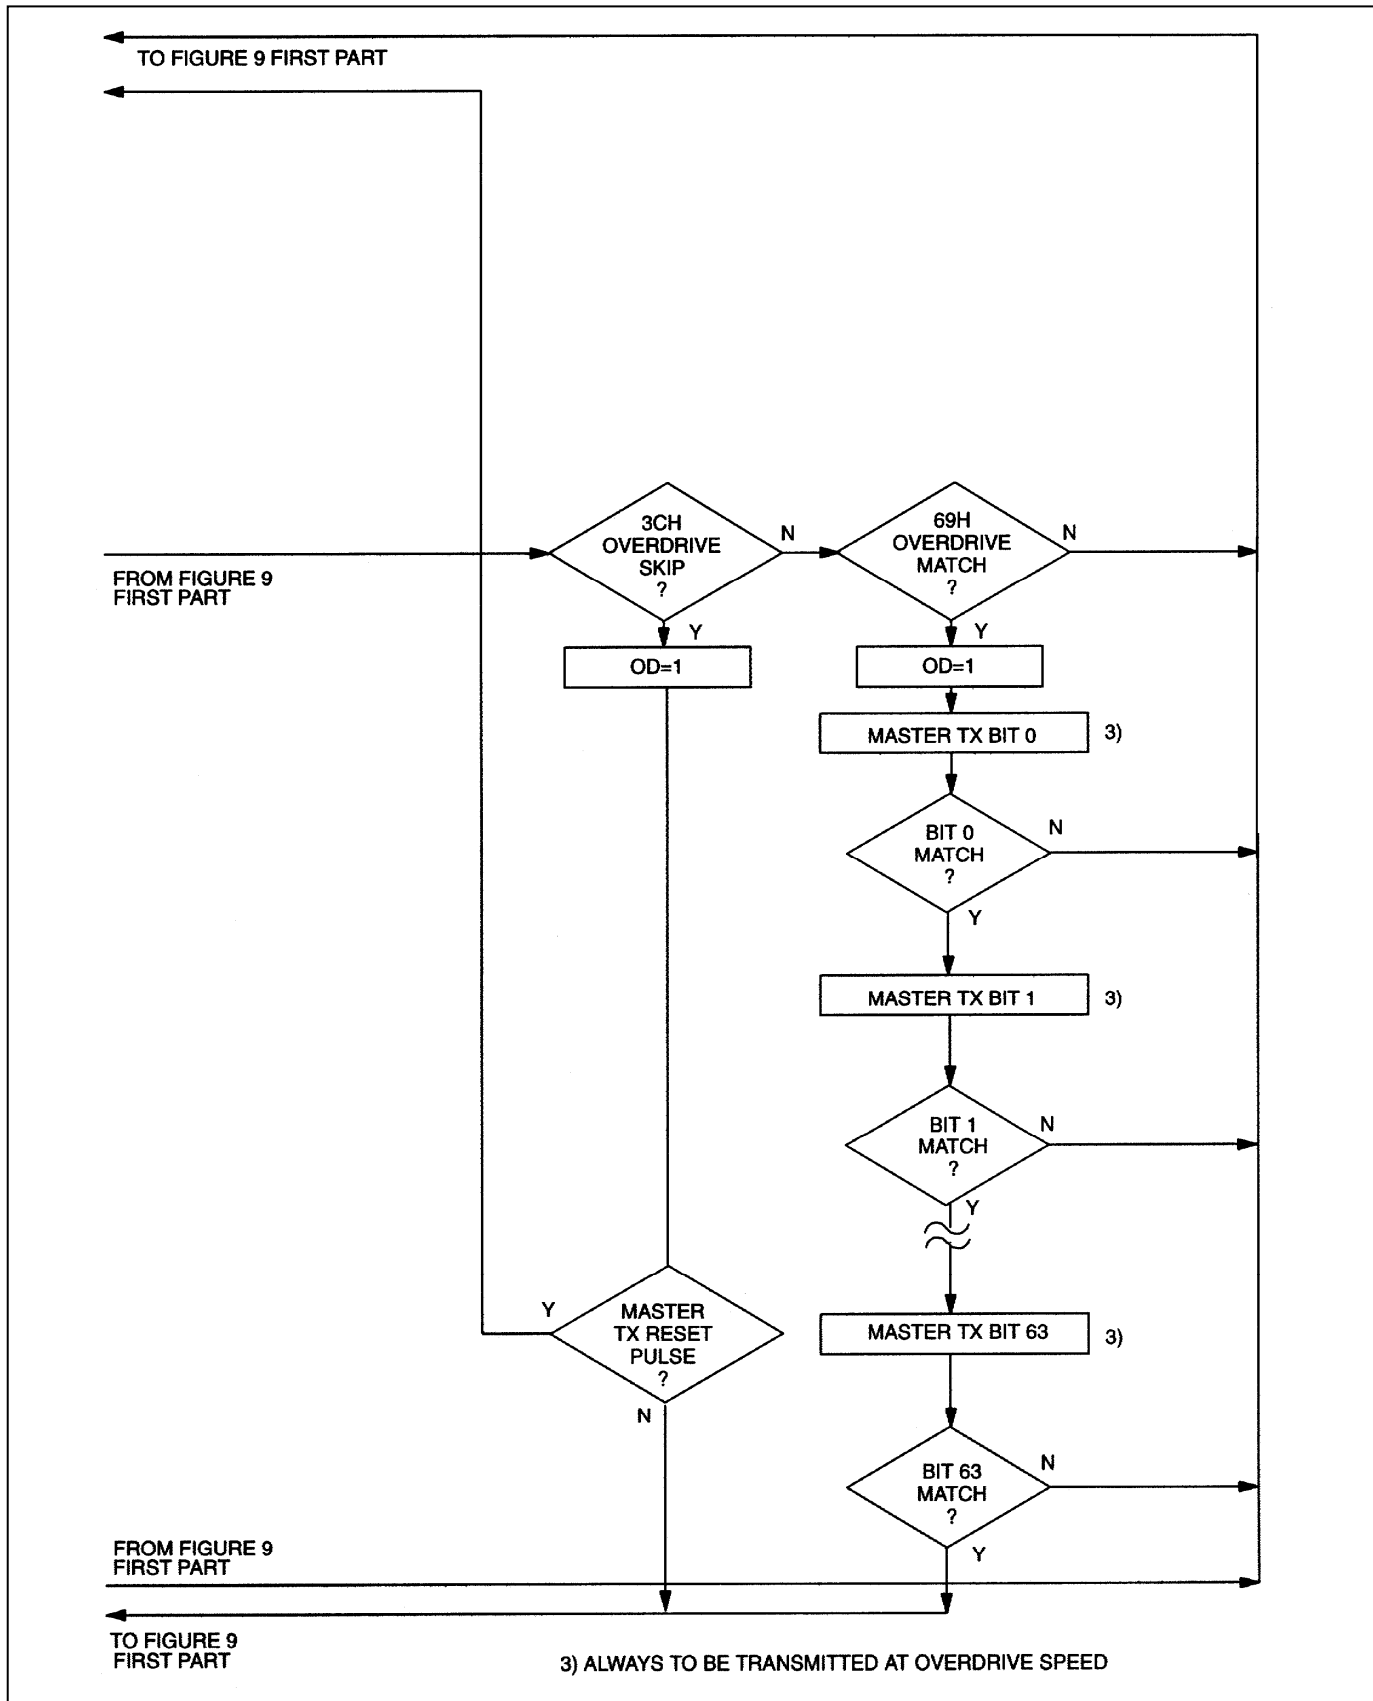 TO FIGURE 9 FIRST PART
3CH
OVERDRIVE
SKIP
?
N
69H
OVERDRIVE
MATCH
?
N
FROM FIGURE 9
FIRST PART
Y
Y
OD=1
OD=1
MASTER TX BIT 0
3)
BIT 0
MATCH
?
N
Y
MASTER TX BIT 1
3)
BIT 1
MATCH
?
N
Y
Y
MASTER
TX RESET
PULSE
?
N
MASTER TX BIT 63
3)
BIT 63
MATCH
?
N
Y
FROM FIGURE 9
FIRST PART
TO FIGURE 9
FIRST PART
3) ALWAYS TO BE TRANSMITTED AT OVERDRIVE SPEED